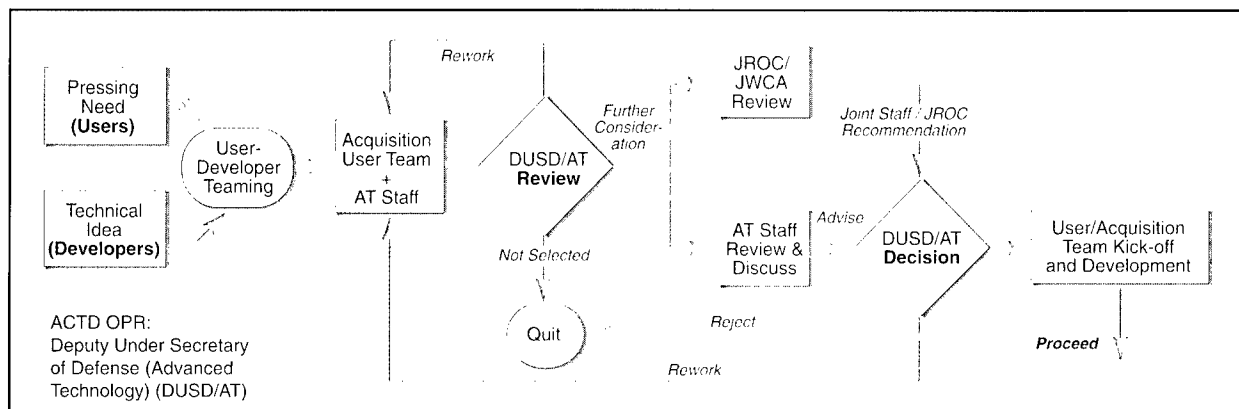 Pressing
Need
(Users)
Technical
Idea
(Developers)
User-
Developer
Teaming
Acquisition
User Team
+
AT Staff
Rework
DUSD/AT
Review
Further
Consider-
ation
Not Selected
Quit
JROC/
JWCA
Review
AT Staff
Review &
Discuss
Joint Staff / JROC
Recommendation
Advise
DUSD/AT
Decision
Reject
Rework
User/Acquisition
Team Kick-off
and Development
Proceed
ACTD OPR:
Deputy Under Secretary
of Defense (Advanced
Technology) (DUSD/AT)